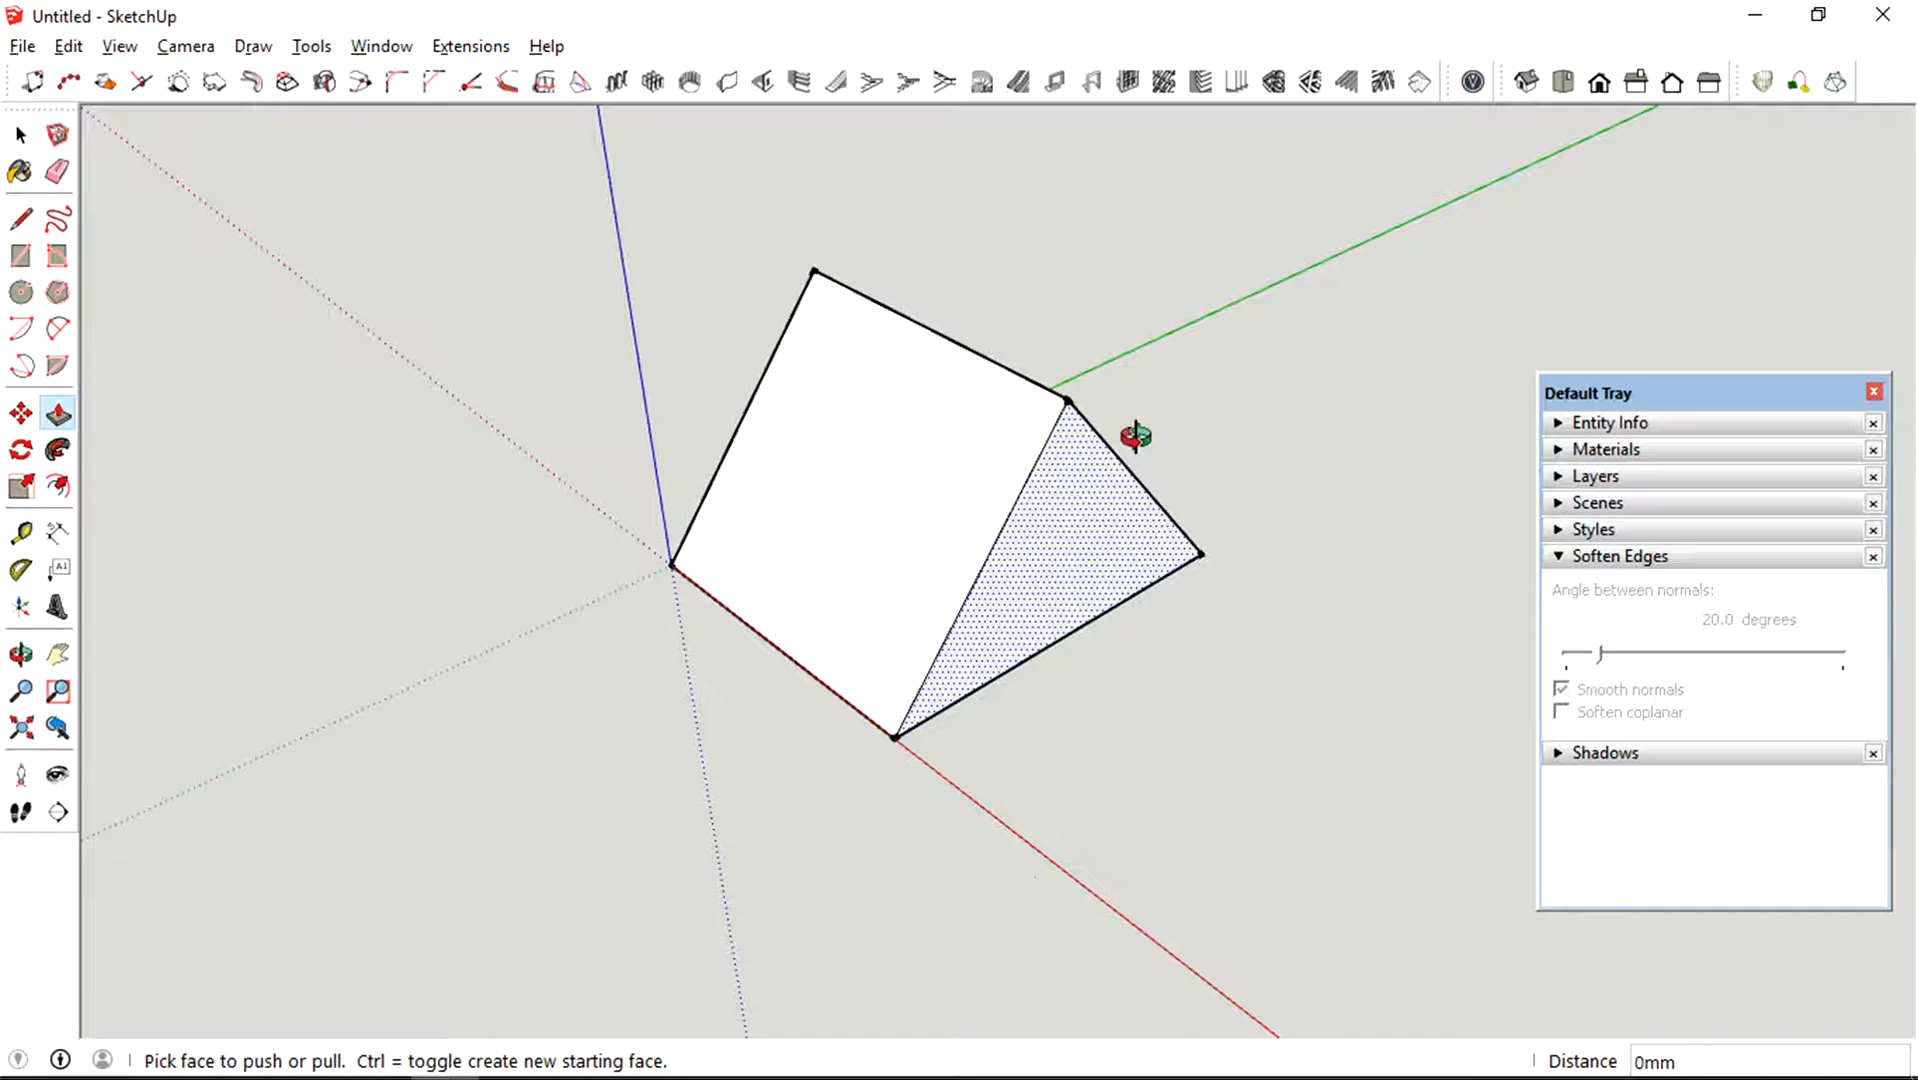 Untitled - SketchUp
File Edit View Camera Draw Tools Window Extensions Help
Default Tray
Entity Info
Materials
Layers
Scenes
Styles
Soften Edges
Angle between normals:
20.0 degrees
Smooth normals
Soften coplanar
Shadows
Pick face to push or pull. Ctrl = toggle create new starting face.
Distance 0mm